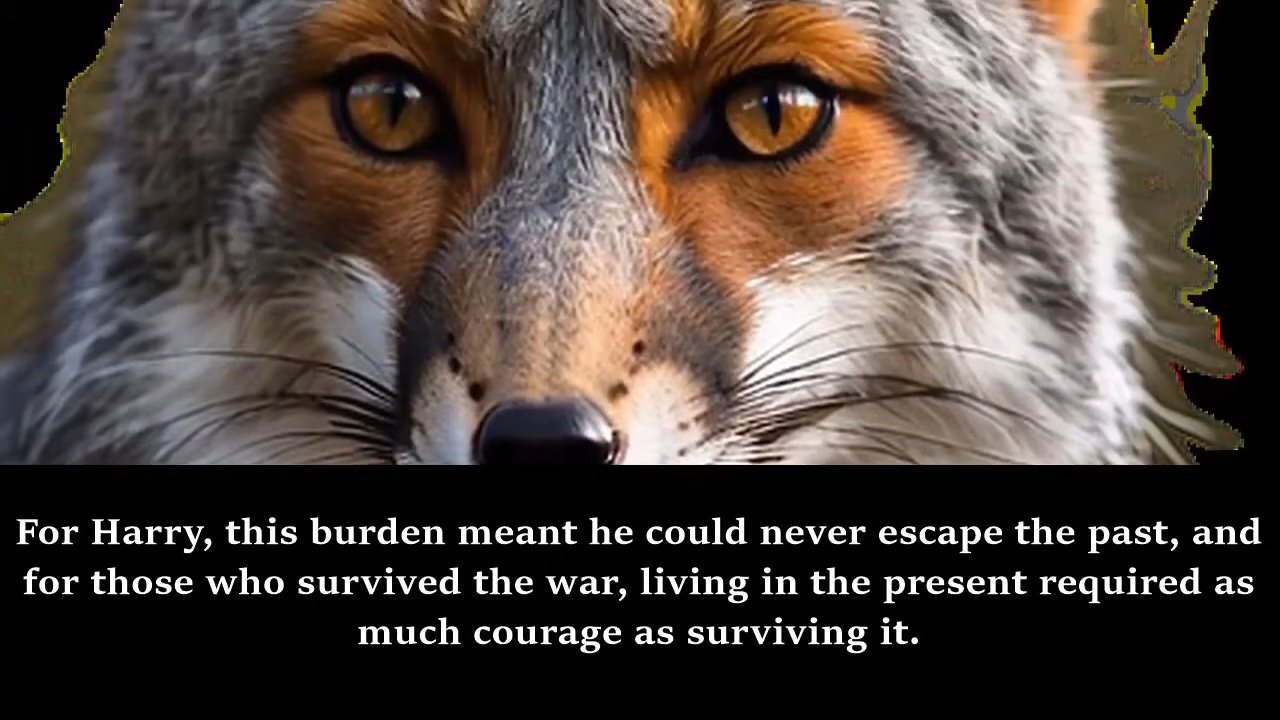 For Harry, this burden meant he could never escape the past, and
for those who survived the war, living in the present required as
much courage as surviving it.